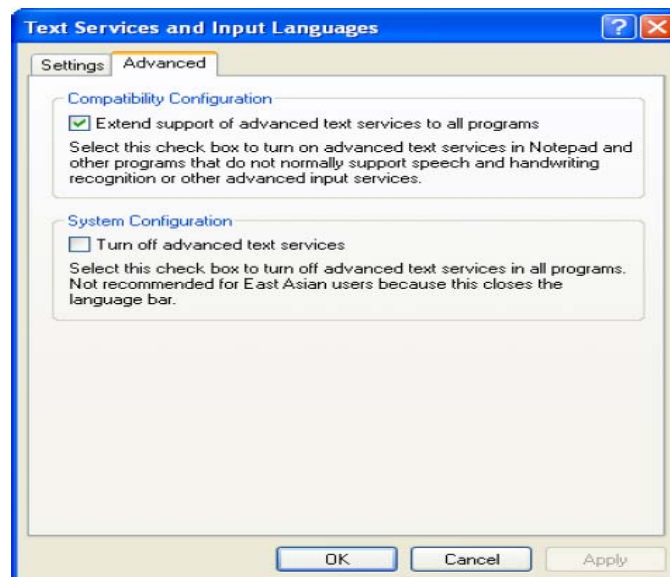 Text Services and Input Languages
Settings
Advanced
Compatibility Configuration
Extend support of advanced text services to all programs
Select this check box to turn on advanced text services in Notepad and
other programs that do not normally support speech and handwriting
recognition or other advanced input services.
System Configuration
Turn off advanced text services
Select this check box to turn off advanced text services in all programs.
Not recommended for East Asian users because this closes the
language bar.
OK
Cancel
Apply